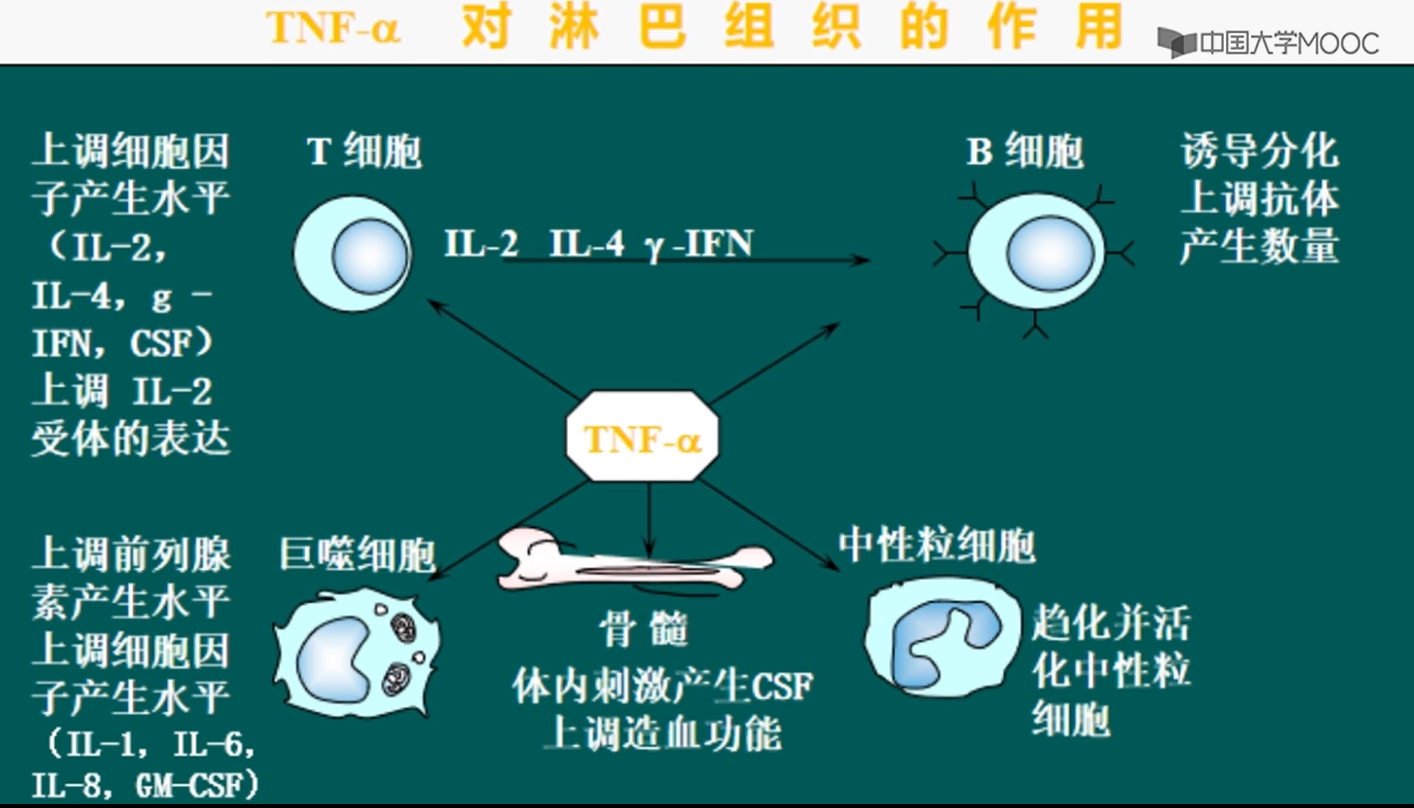 TNF-α 对淋巴组织的作用
中国大学MOOC
上调细胞因
子产生水平
（IL-2,
IL-4, g -
IFN, CSF）
上调 IL-2
受体的表达
T 细胞
IL-2 IL-4 γ-IFN
B 细胞
诱导分化
上调抗体
产生数量
TNF-α
上调前列腺
素产生水平
上调细胞因
子产生水平
（IL-1, IL-6,
IL-8, GM-CSF）
巨噬细胞
骨 髓
体内刺激产生CSF
上调造血功能
中性粒细胞
趋化并活
化中性粒
细胞